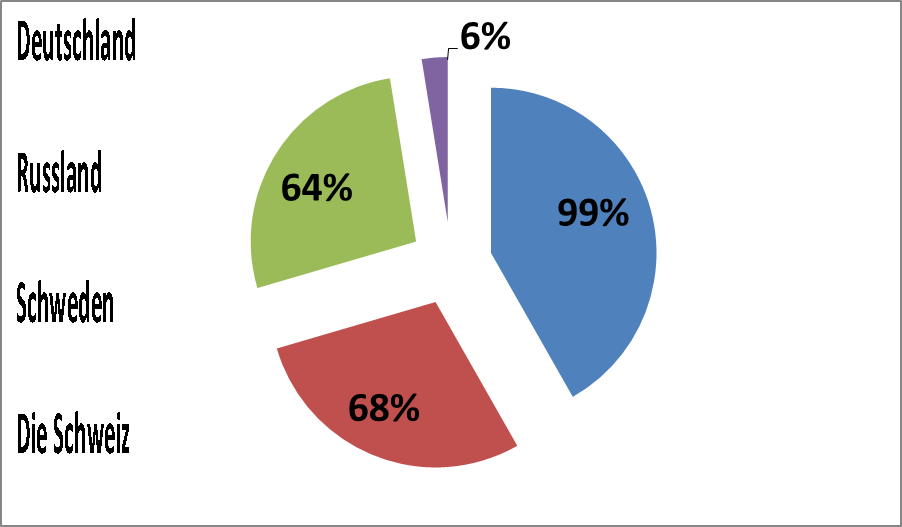 Deutschland
6%
Russland
64%
99%
Schweden
68%
Die Schweiz